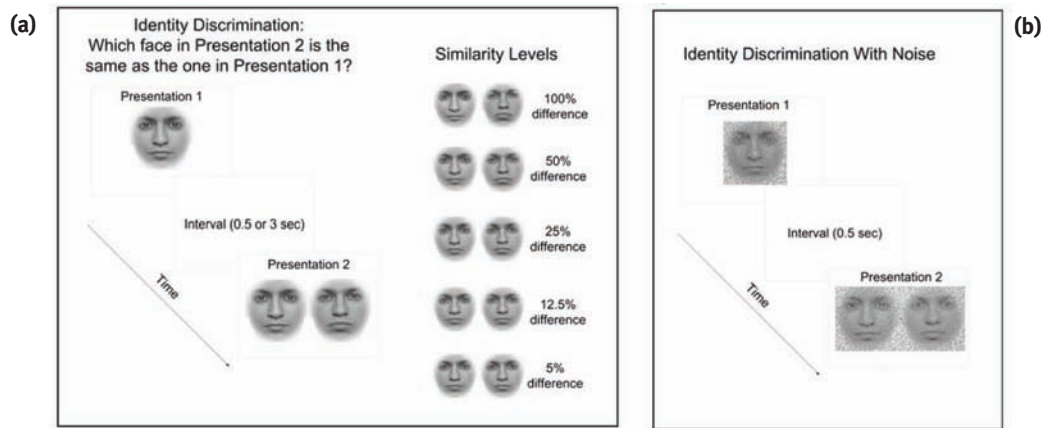 (a)
Identity Discrimination:
Which face in Presentation 2 is the
same as the one in Presentation 1?
Presentation 1
Interval (0.5 or 3 sec)
Presentation 2
Time
Similarity Levels
100%
difference
50%
difference
25%
difference
12.5%
difference
5%
difference
(b)
Identity Discrimination With Noise
Presentation 1
Interval (0.5 sec)
Presentation 2
Time